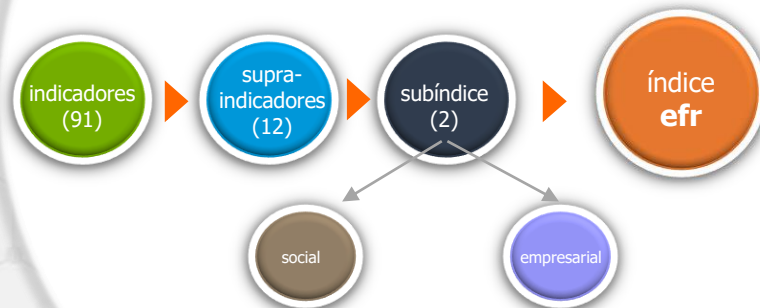 indicadores
(91)
supra-
indicadores
(12)
subíndice
(2)
índice
efr
social
empresarial